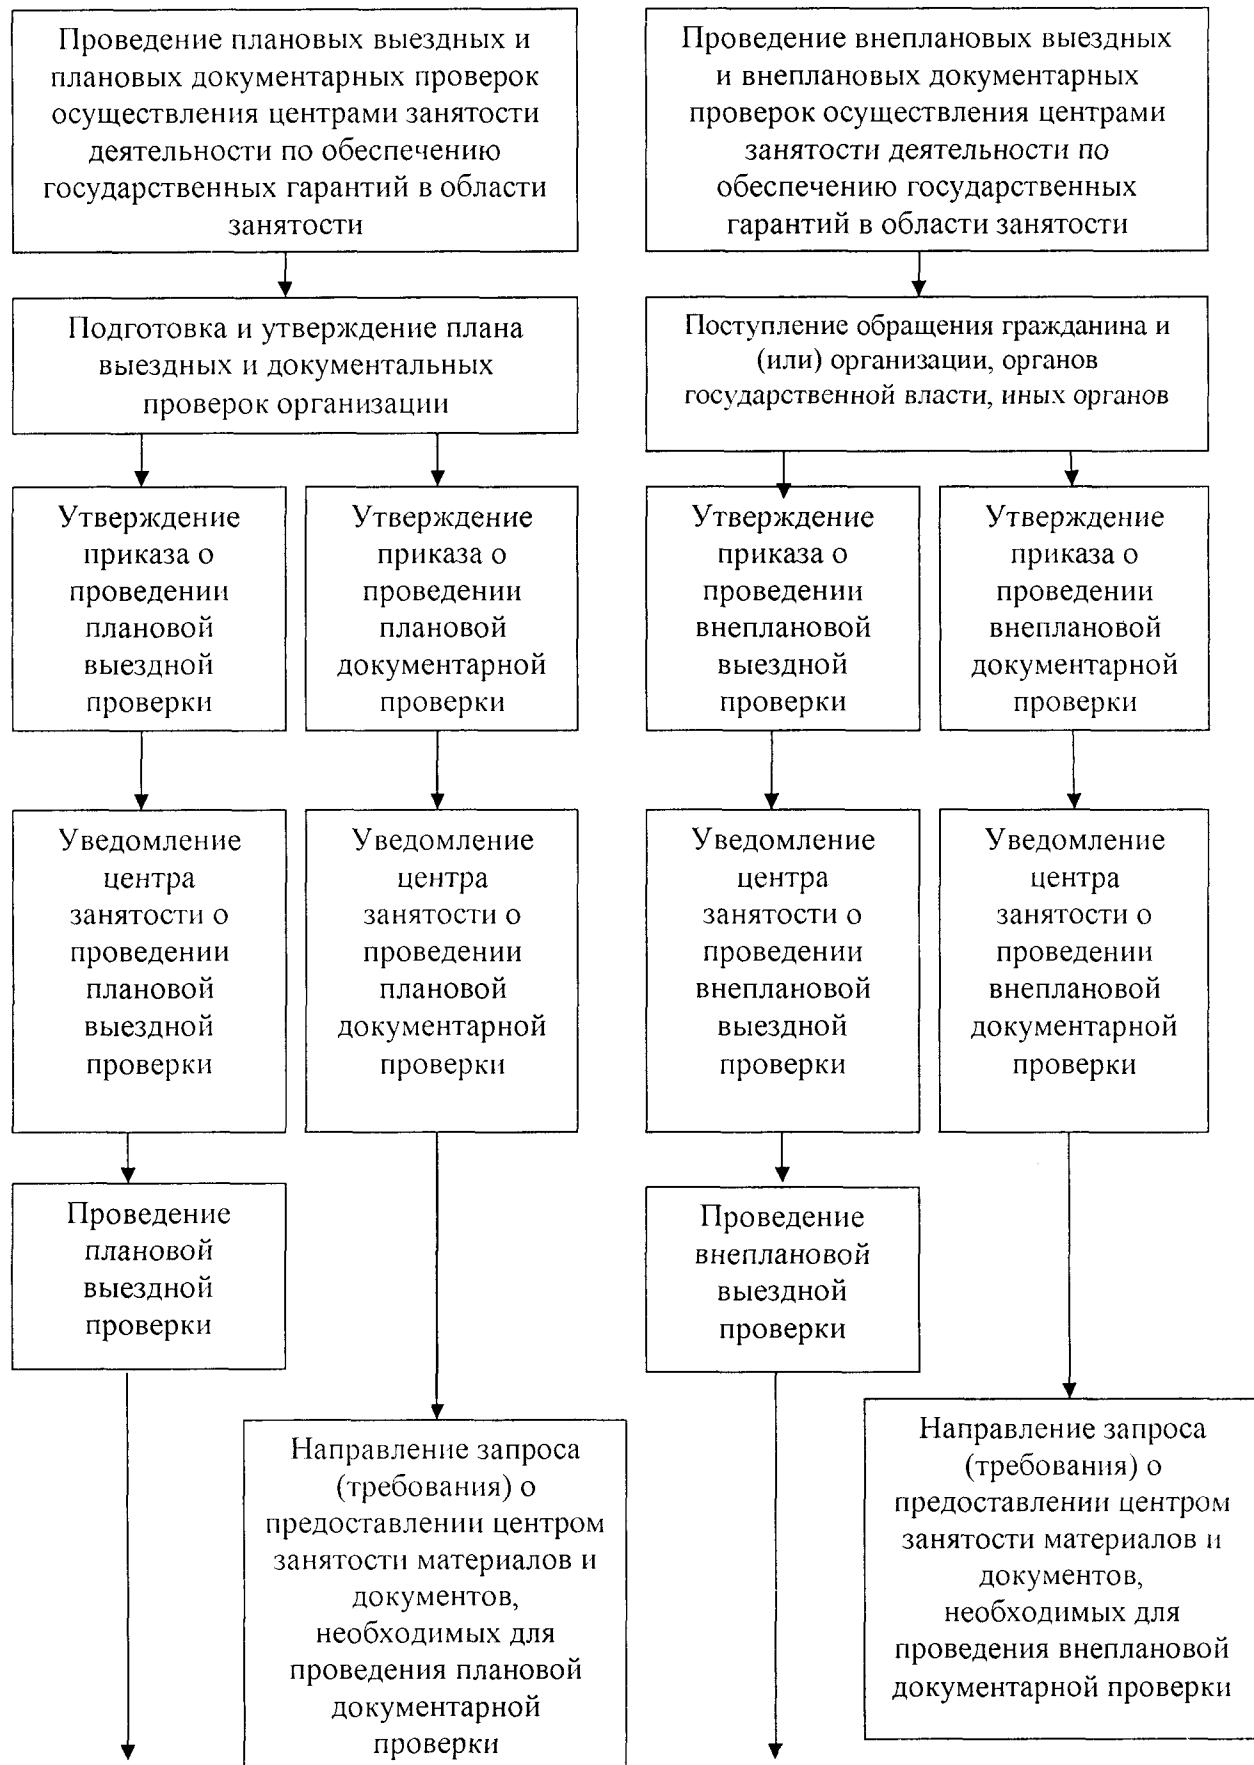 Проведение плановых выездных и
плановых документарных проверок
осуществления центрами занятости
деятельности по обеспечению
государственных гарантий в области
занятости
Проведение внеплановых выездных
и внеплановых документарных
проверок осуществления центрами
занятости деятельности по
обеспечению государственных
гарантий в области занятости
Подготовка и утверждение плана
выездных и документальных
проверок организации
Поступление обращения гражданина и
(или) организации, органов
государственной власти, иных органов
Утверждение
приказа о
проведении
плановой
выездной
проверки
Утверждение
приказа о
проведении
плановой
документарной
проверки
Утверждение
приказа о
проведении
внеплановой
выездной
проверки
Утверждение
приказа о
проведении
внеплановой
документарной
проверки
Уведомление
центра
занятости о
проведении
плановой
выездной
проверки
Уведомление
центра
занятости о
проведении
плановой
документарной
проверки
Уведомление
центра
занятости о
проведении
внеплановой
выездной
проверки
Уведомление
центра
занятости о
проведении
внеплановой
документарной
проверки
Проведение
плановой
выездной
проверки
Проведение
внеплановой
выездной
проверки
Направление запроса
(требования) о
предоставлении центром
занятости материалов и
документов,
необходимых для
проведения плановой
документарной
проверки
Направление запроса
(требования) о
предоставлении центром
занятости материалов и
документов,
необходимых для
проведения внеплановой
документарной проверки